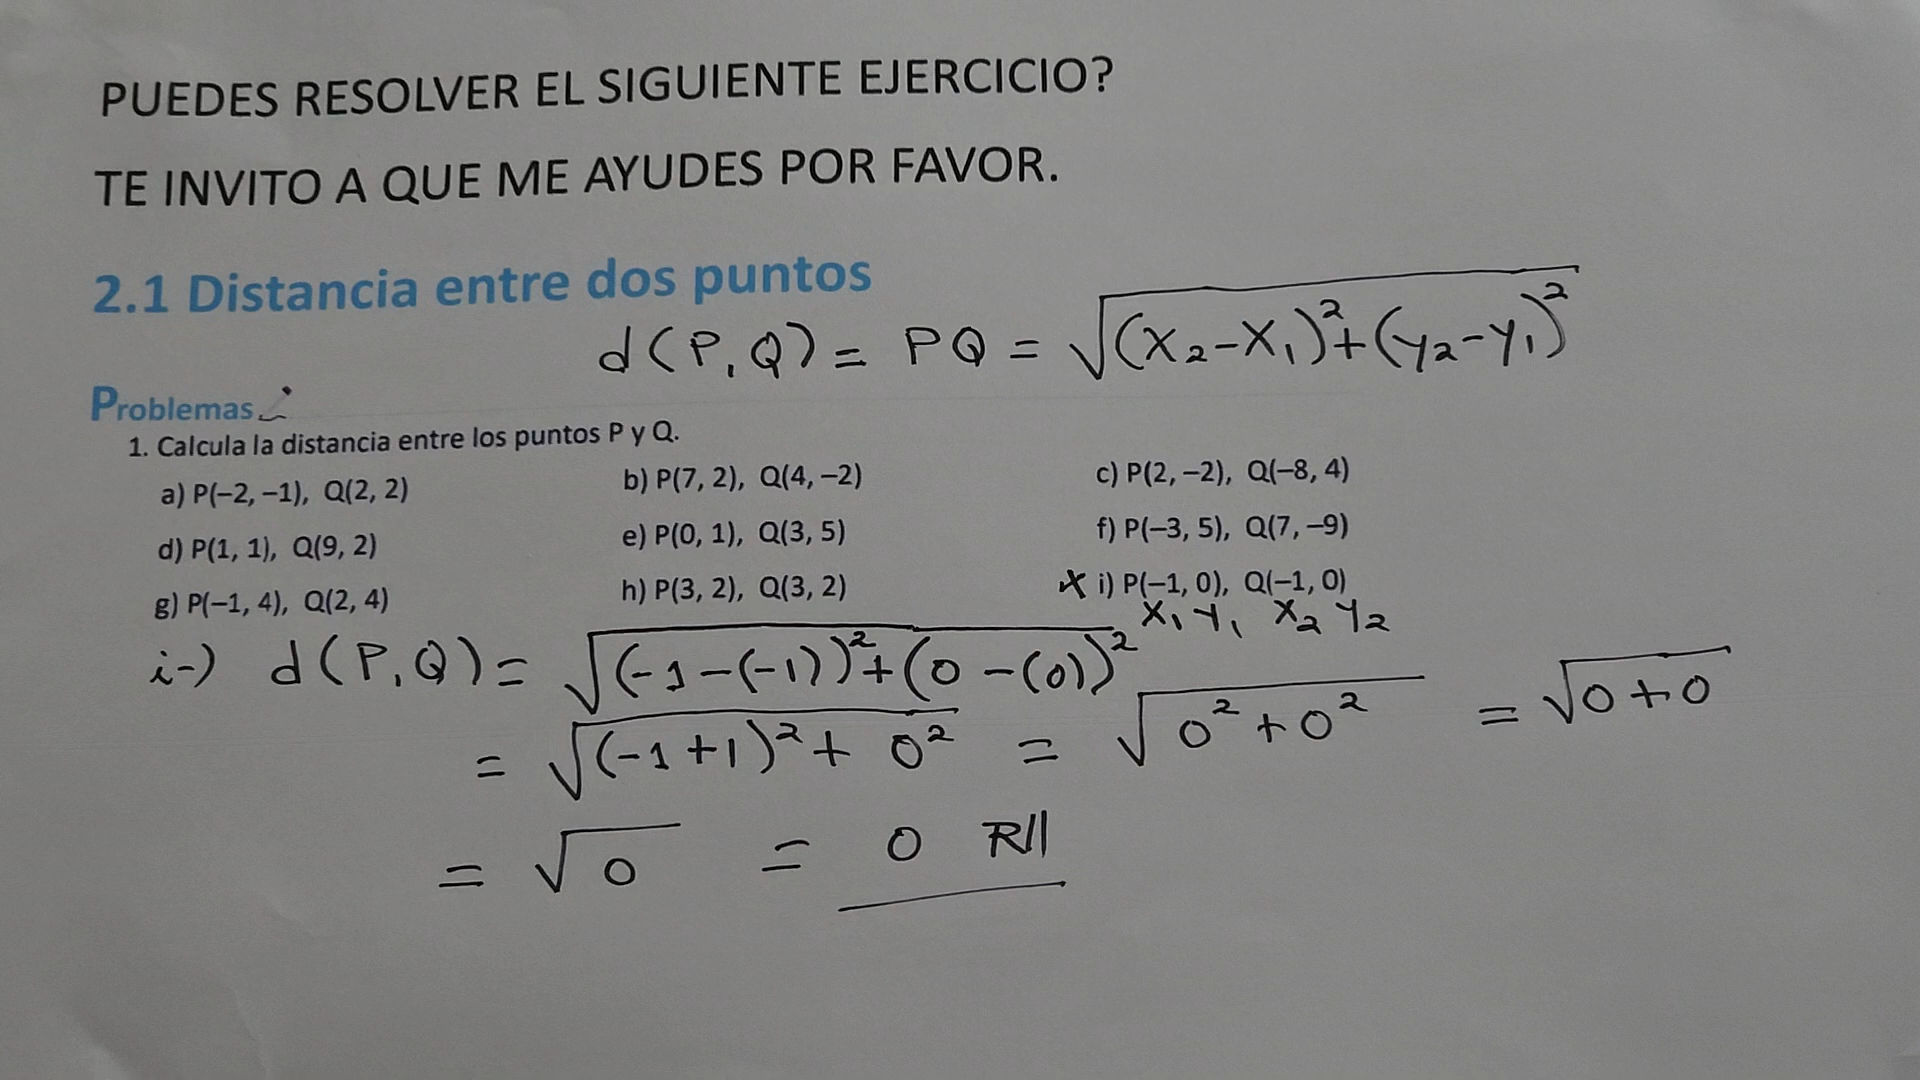 PUEDES RESOLVER EL SIGUIENTE EJERCICIO?
TE INVITO A QUE ME AYUDES POR FAVOR.
2.1 Distancia entre dos puntos
d(P,Q) = PQ = √(x₂-x₁)²+(y₂-y₁)²
Problemas
1. Calcula la distancia entre los puntos P y Q.
a) P(–2, –1), Q(2, 2) b) P(7, 2), Q(4, –2) c) P(2, –2), Q(–8, 4)
d) P(1, 1), Q(9, 2) e) P(0, 1), Q(3, 5) f) P(–3, 5), Q(7, –9)
g) P(–1, 4), Q(2, 4) h) P(3, 2), Q(3, 2) x i) P(–1, 0), Q(–1, 0)
x₁ y₁ x₂ y₂
i-) d(P,Q) = √(-1-(-1))²+(0-(0))²
= √(-1+1)²+ 0² = √0²+0² = √0+0
= √0 = 0 R//